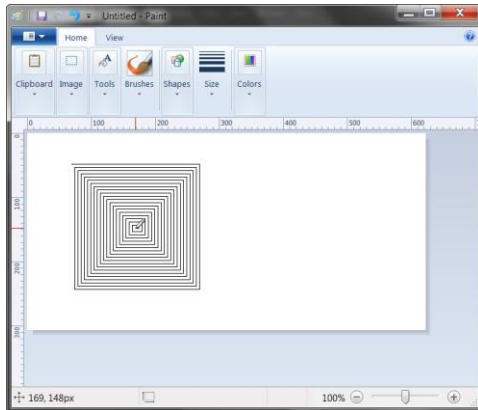 Untitled - Paint
Home View
Clipboard Image Tools Brushes Shapes Size Colors
0 100 200 300 400 500 600
0
100
200
300
169, 148px 100%